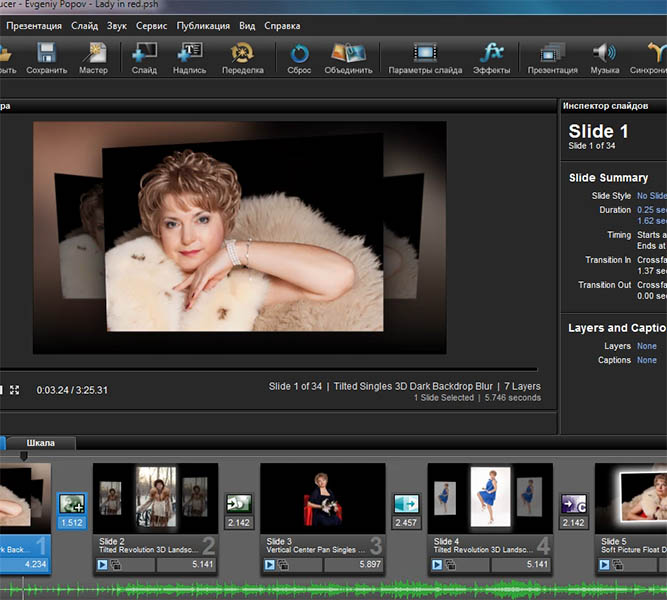 ucer - Evgeniy Popov - Lady in red.psh
Презентация Слайд Звук Сервис Публикация Вид Справка
рыть Сохранить Мастер Слайд Надпись Переделка Сброс Объединить Параметры слайда Эффекты Презентация Музыка Синхрони
ра
Инспектор слайдов
Slide 1
Slide 1 of 34
Slide Summary
Slide Style No Slide
Duration 0.25 sec
1.62 sec
Timing Starts a
Ends at
Transition In Crossfa
1.37 sec
Transition Out Crossfa
0.00 sec
Layers and Captio
Layers None
Captions None
0:03.24 / 3:25.31
Slide 1 of 34 | Tilted Singles 3D Dark Backdrop Blur | 7 Layers
1 Slide Selected | 5.746 seconds
Шкала
1
rk Back...
4.234
1.512
Slide 2
Tilted Revolution 3D Landsc...
2
5.141
2.142
Slide 3
Vertical Center Pan Singles ...
3
5.897
2.457
Slide 4
Tilted Revolution 3D Landsc...
4
5.141
2.142
Slide 5
Soft Picture Float D